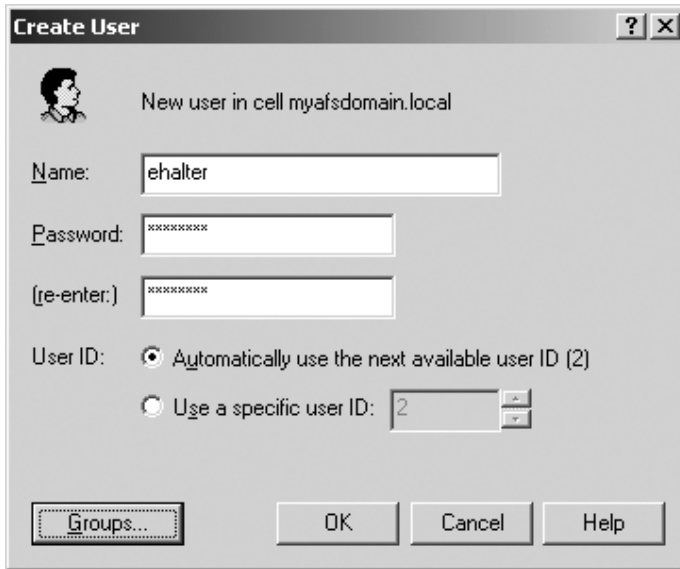 Create User
New user in cell myafsdomain.local
Name: ehalter
Password: ********
(re-enter:) ********
User ID: Automatically use the next available user ID (2)
Use a specific user ID: 2
Groups... OK Cancel Help